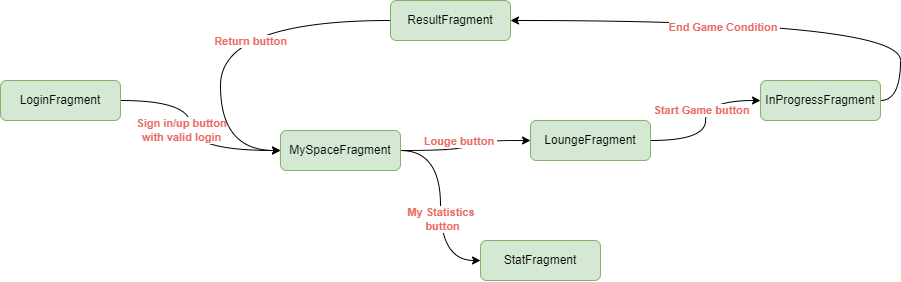 ResultFragment
End Game Condition
Return button
LoginFragment
InProgressFragment
Start Game button
Sign in/up button
with valid login
Louge button
LoungeFragment
MySpaceFragment
My Statistics
button
StatFragment